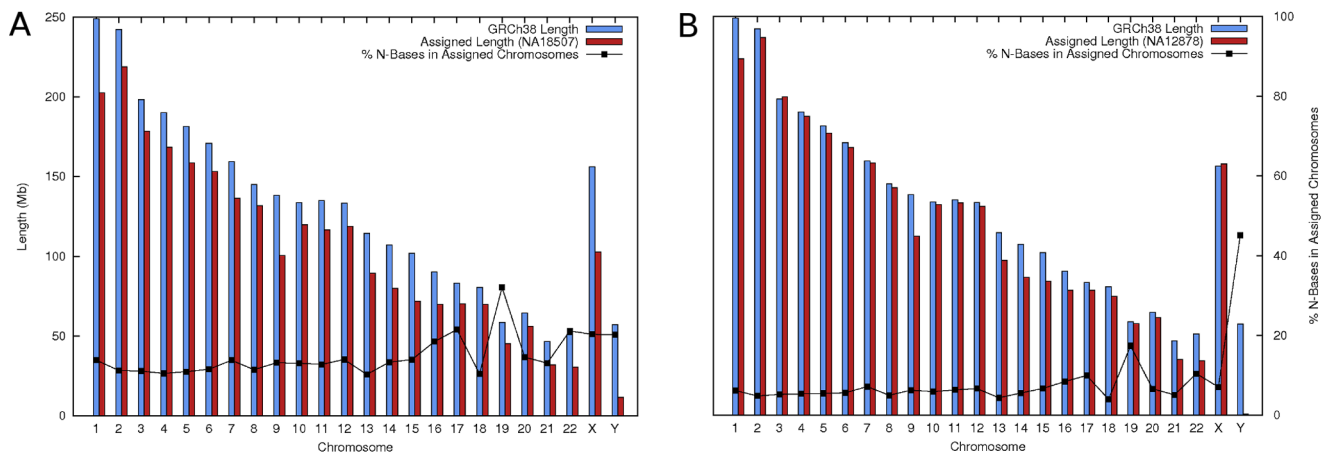 A
GRCh38 Length
Assigned Length (NA18507)
% N-Bases in Assigned Chromosomes
250
200
150
100
50
0
Length (Mb)
1 2 3 4 5 6 7 8 9 10 11 12 13 14 15 16 17 18 19 20 21 22 X Y
Chromosome
B
GRCh38 Length
Assigned Length (NA12878)
% N-Bases in Assigned Chromosomes
100
80
60
40
20
0
% N-Bases in Assigned Chromosomes
1 2 3 4 5 6 7 8 9 10 11 12 13 14 15 16 17 18 19 20 21 22 X Y
Chromosome